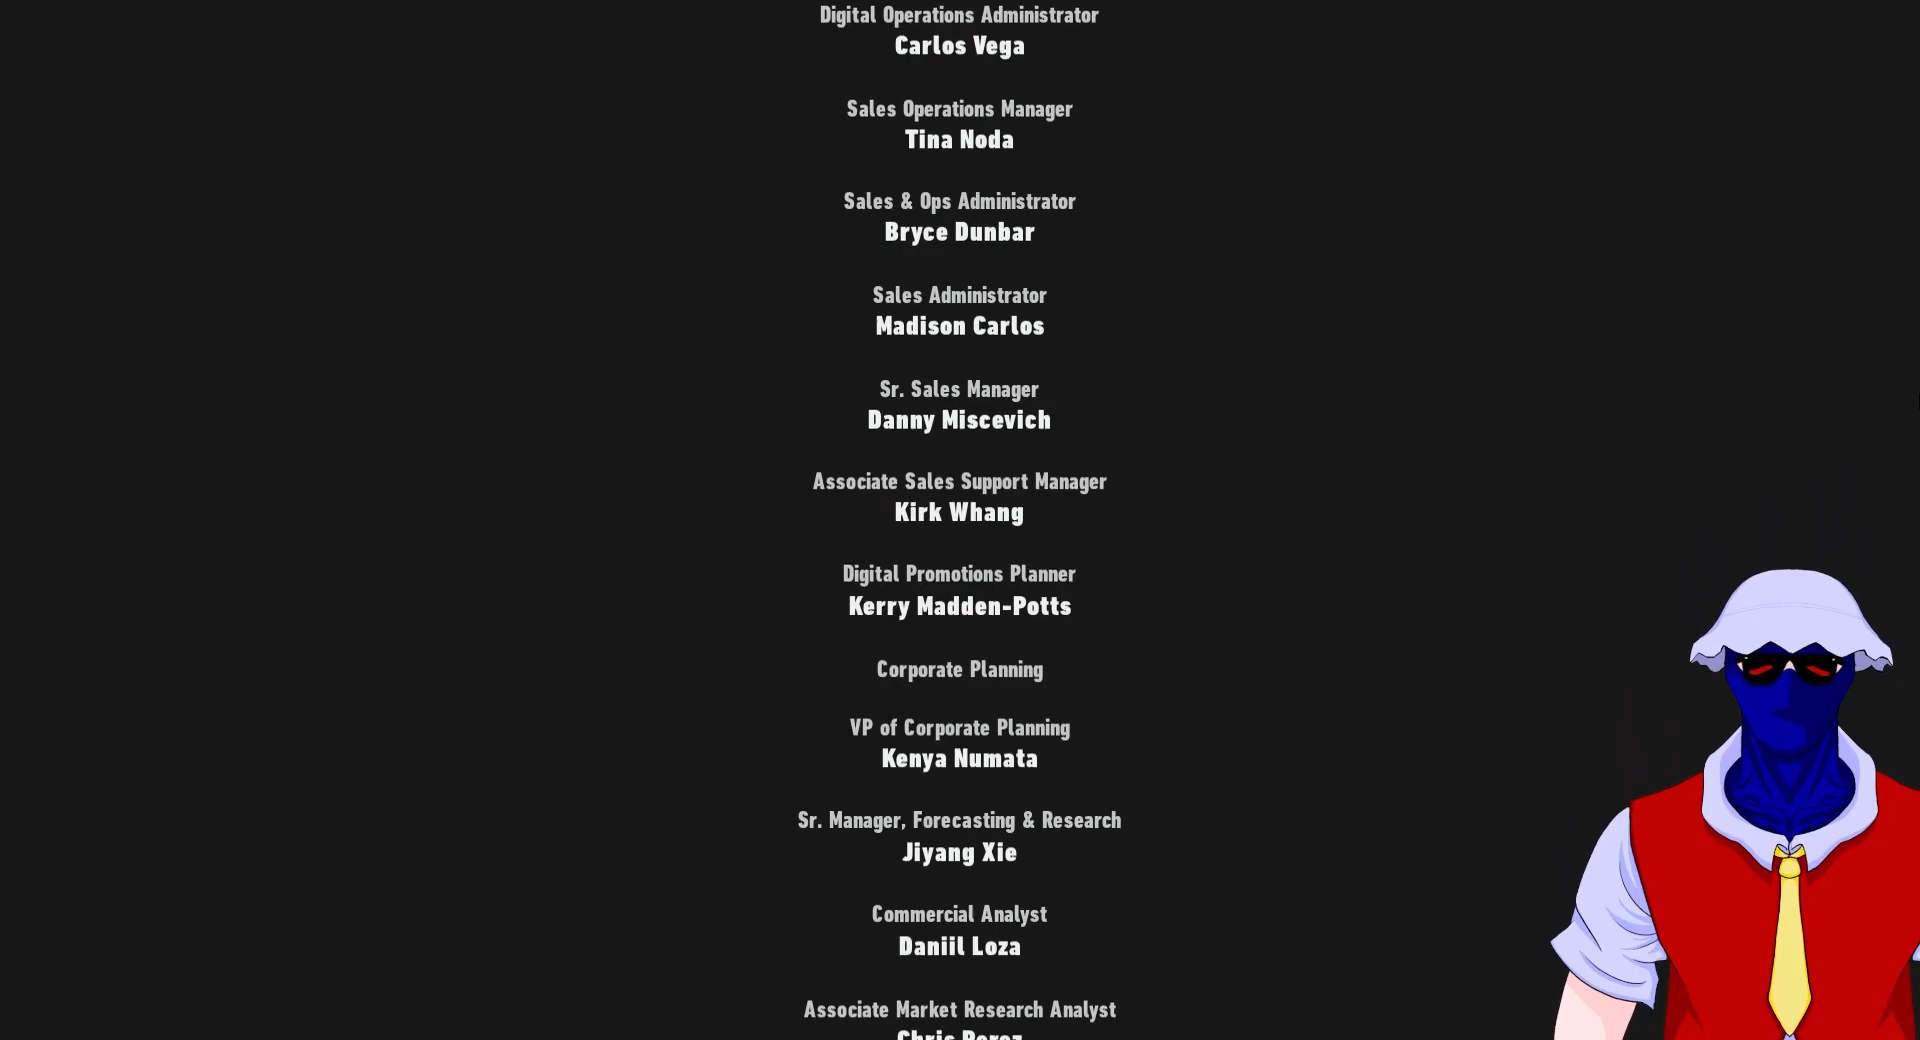 Digital Operations Administrator
Carlos Vega
Sales Operations Manager
Tina Noda
Sales & Ops Administrator
Bryce Dunbar
Sales Administrator
Madison Carlos
Sr. Sales Manager
Danny Miscevich
Associate Sales Support Manager
Kirk Whang
Digital Promotions Planner
Kerry Madden-Potts
Corporate Planning
VP of Corporate Planning
Kenya Numata
Sr. Manager, Forecasting & Research
Jiyang Xie
Commercial Analyst
Daniil Loza
Associate Market Research Analyst
Chris Perez